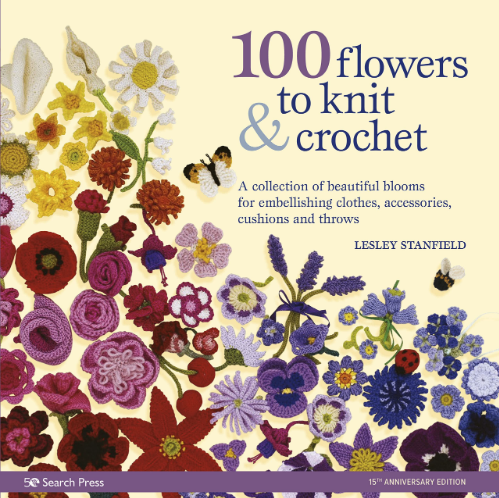 100 flowers
to knit
& crochet
A collection of beautiful blooms
for embellishing clothes, accessories,
cushions and throws
LESLEY STANFIELD
50 Search Press
15TH ANNIVERSARY EDITION